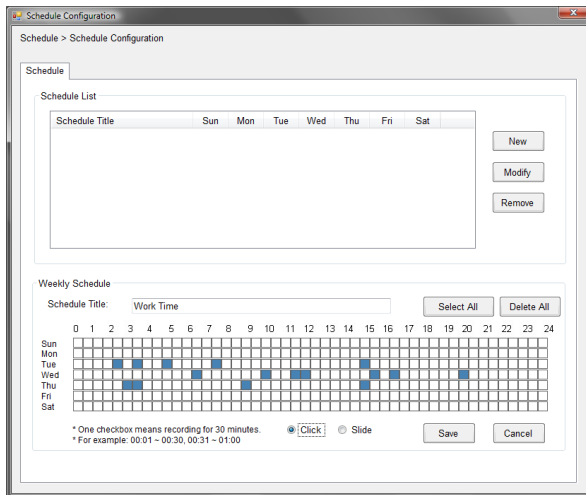 Schedule Configuration
Schedule > Schedule Configuration
Schedule
Schedule List
Schedule Title Sun Mon Tue Wed Thu Fri Sat
New
Modify
Remove
Weekly Schedule
Schedule Title: Work Time Select All Delete All
0 1 2 3 4 5 6 7 8 9 10 11 12 13 14 15 16 17 18 19 20 21 22 23 24
Sun
Mon
Tue
Wed
Thu
Fri
Sat
* One checkbox means recording for 30 minutes. Click Slide Save Cancel
* For example: 00:01 ~ 00:30, 00:31 ~ 01:00